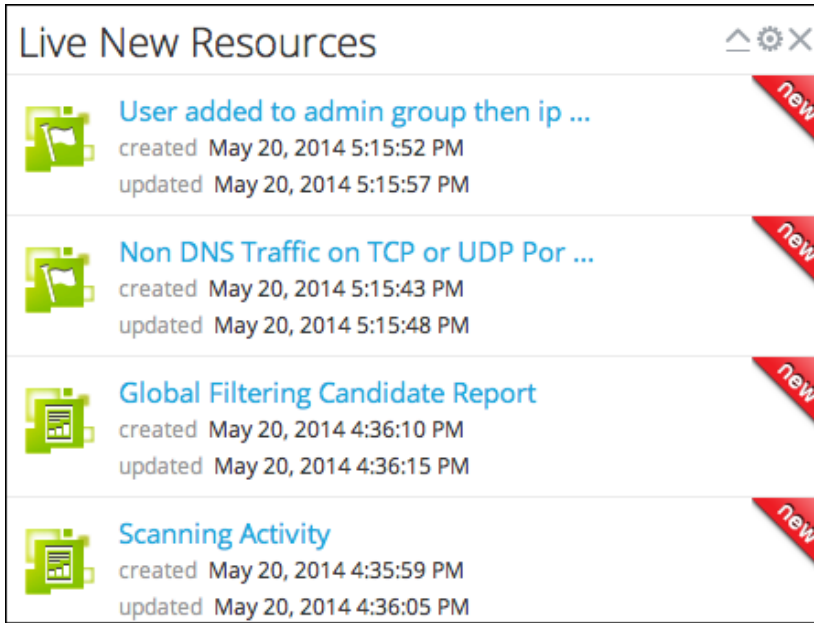 Live New Resources
new
User added to admin group then ip ...
created May 20, 2014 5:15:52 PM
updated May 20, 2014 5:15:57 PM
new
Non DNS Traffic on TCP or UDP Por ...
created May 20, 2014 5:15:43 PM
updated May 20, 2014 5:15:48 PM
new
Global Filtering Candidate Report
created May 20, 2014 4:36:10 PM
updated May 20, 2014 4:36:15 PM
new
Scanning Activity
created May 20, 2014 4:35:59 PM
updated May 20, 2014 4:36:05 PM